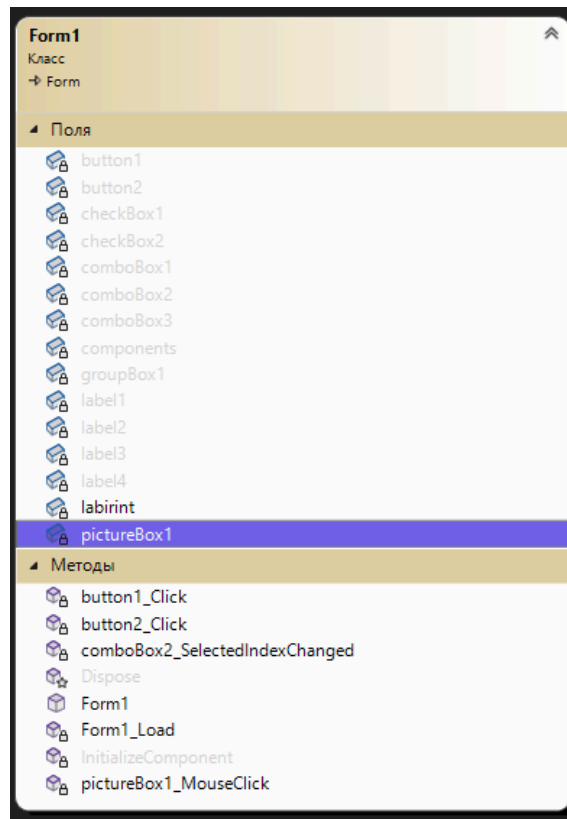 Form1
Класс
Form
Поля
button1
button2
checkBox1
checkBox2
comboBox1
comboBox2
comboBox3
components
groupBox1
label1
label2
label3
label4
labirint
pictureBox1
Методы
button1_Click
button2_Click
comboBox2_SelectedIndexChanged
Dispose
Form1
Form1_Load
InitializeComponent
pictureBox1_MouseClick